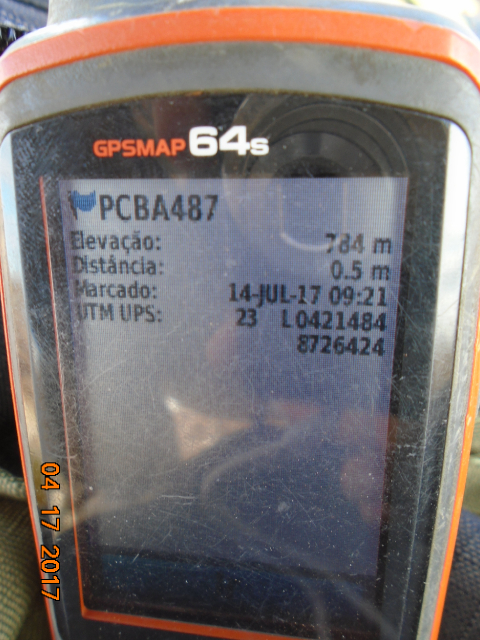 GPSMAP 64s
PCBA487
Elevação: 784 m
Distância: 0.5 m
Marcado: 14-JUL-17 09:21
UTM UPS: 23 L0421484
8726424
04 17 2017